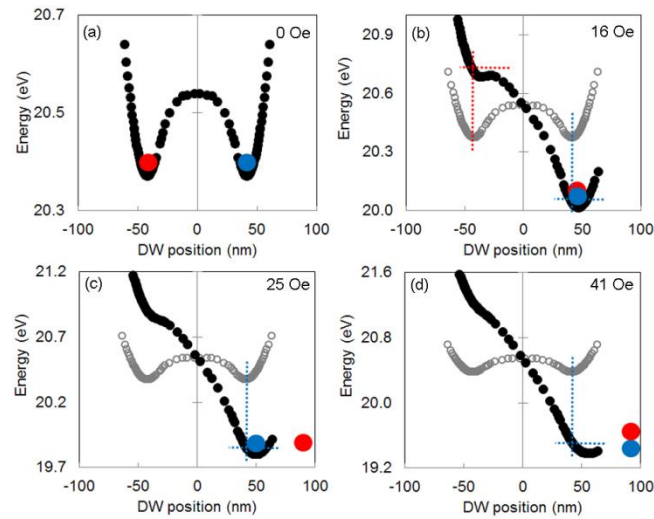 (a) 0 Oe
Energy (eV)
20.7
20.5
20.3
-100 -50 0 50 100
DW position (nm)
(b) 16 Oe
Energy (eV)
20.9
20.6
20.3
20.0
-100 -50 0 50 100
DW position (nm)
(c) 25 Oe
Energy (eV)
21.2
20.7
20.2
19.7
-100 -50 0 50 100
DW position (nm)
(d) 41 Oe
Energy (eV)
21.6
20.8
20.0
19.2
-100 -50 0 50 100
DW position (nm)